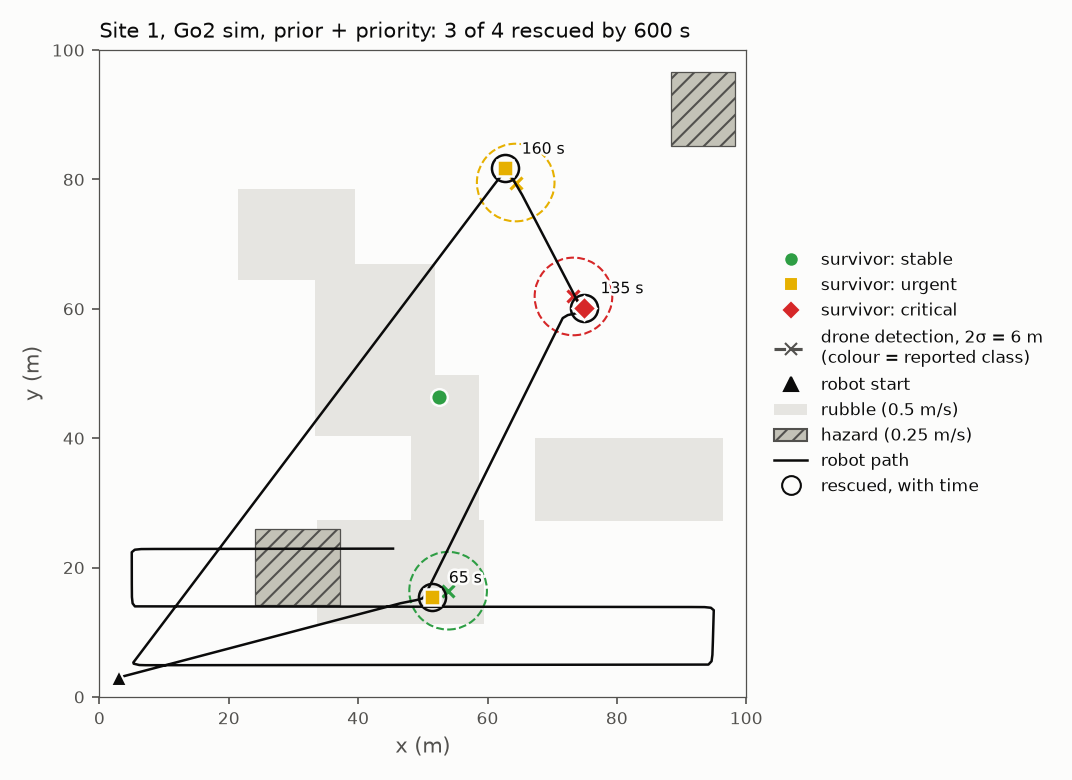 Site 1, Go2 sim, prior + priority: 3 of 4 rescued by 600 s
100
80
60
40
20
0
0
20
40
60
80
100
x (m)
y (m)
160 s
135 s
65 s
survivor: stable
survivor: urgent
survivor: critical
drone detection, 2σ = 6 m
(colour = reported class)
robot start
rubble (0.5 m/s)
hazard (0.25 m/s)
robot path
rescued, with time